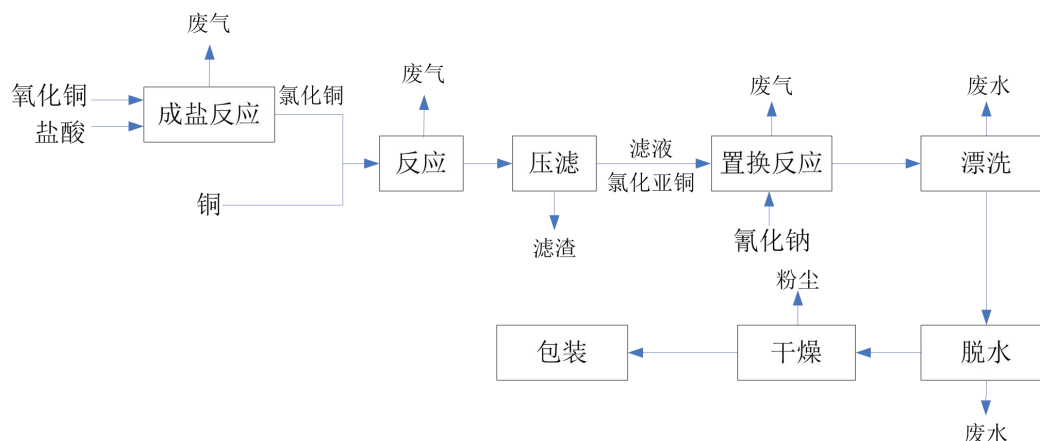 废气
氧化铜
盐酸
成盐反应
氯化铜
铜
废气
反应
压滤
滤渣
滤液
氯化亚铜
废气
置换反应
氰化钠
废水
漂洗
脱水
废水
粉尘
干燥
包装